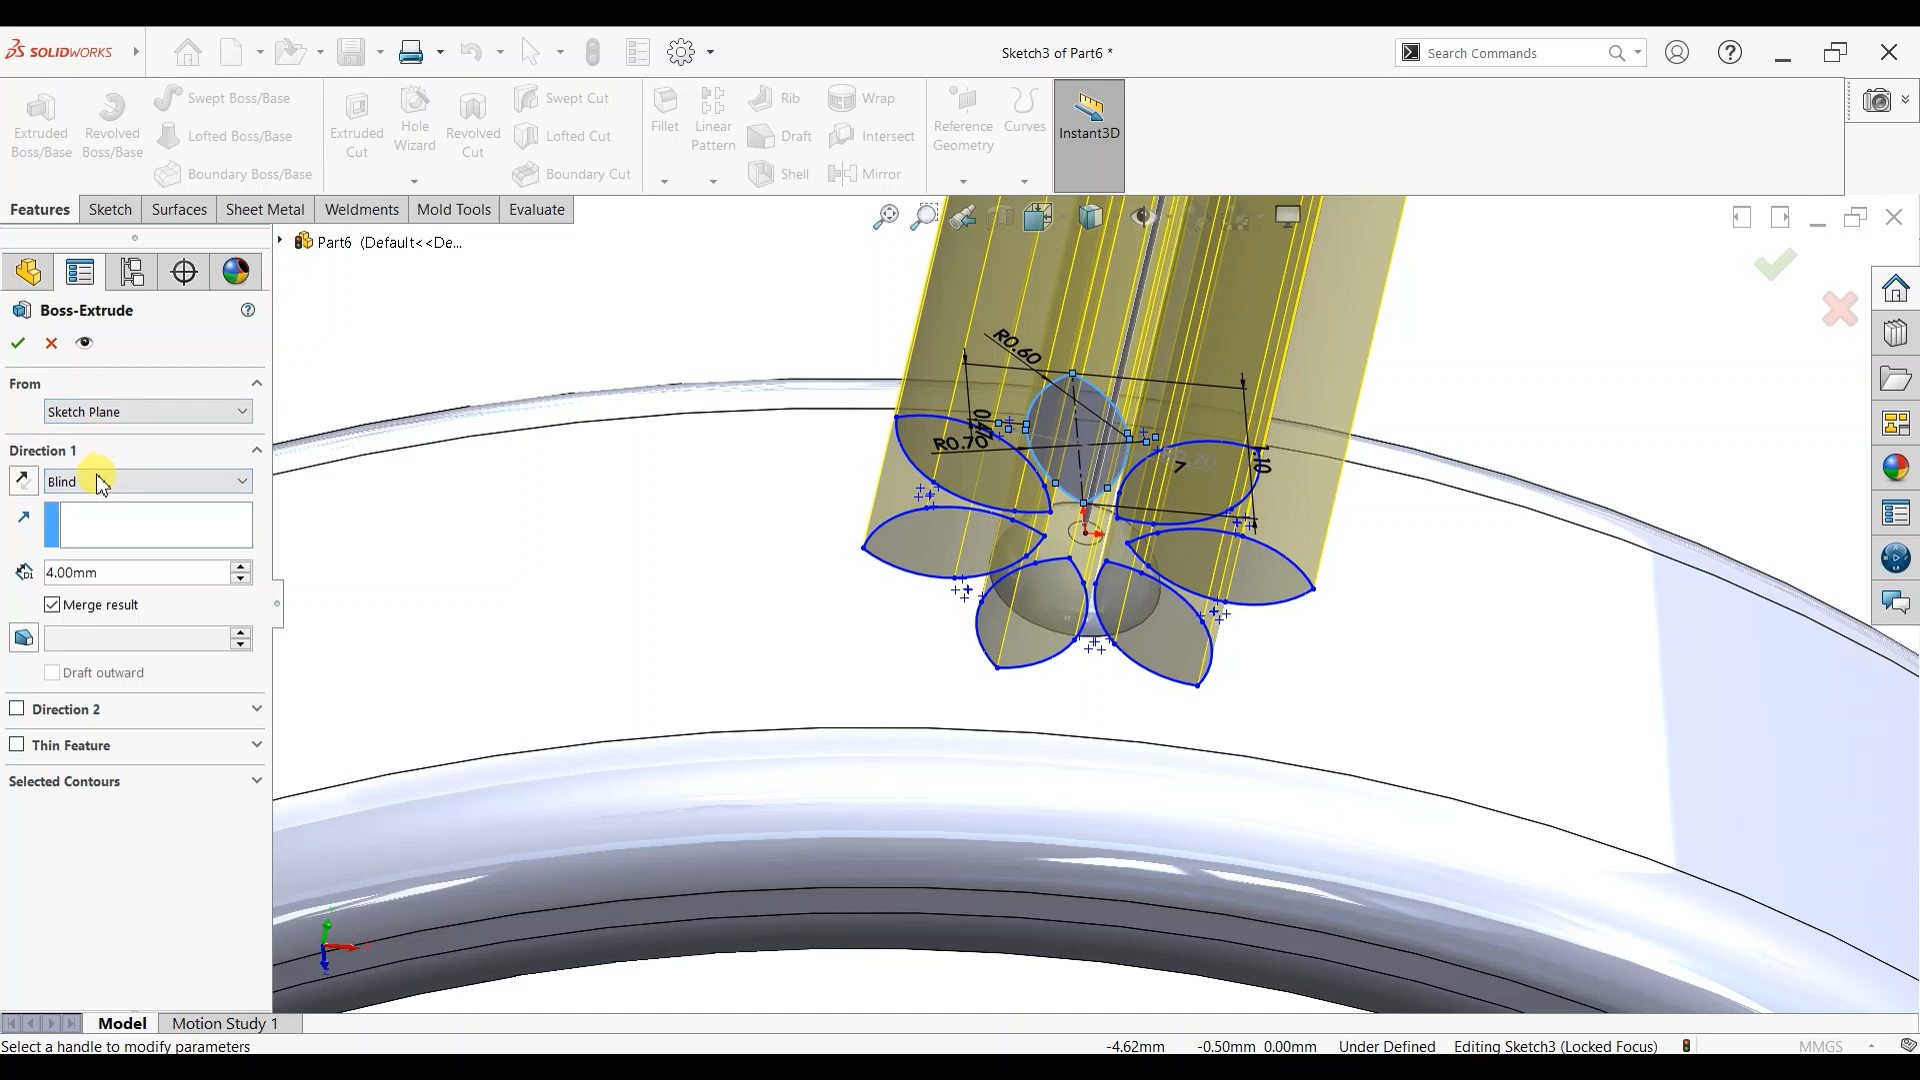 SOLIDWORKS
Sketch3 of Part6 *
Search Commands
Extruded Boss/Base
Revolved Boss/Base
Swept Boss/Base
Lofted Boss/Base
Boundary Boss/Base
Extruded Cut
Hole Wizard
Revolved Cut
Swept Cut
Lofted Cut
Boundary Cut
Fillet
Linear Pattern
Rib
Draft
Shell
Wrap
Intersect
Mirror
Reference Geometry
Curves
Instant3D
Features
Sketch
Surfaces
Sheet Metal
Weldments
Mold Tools
Evaluate
Part6 (Default<<De...
Boss-Extrude
From
Sketch Plane
Direction 1
Blind
4.00mm
Merge result
Draft outward
Direction 2
Thin Feature
Selected Contours
R0.60
R0.70
7
1.10
Model
Motion Study 1
Select a handle to modify parameters
-4.62mm
-0.50mm
0.00mm
Under Defined
Editing Sketch3 (Locked Focus)
MMGS